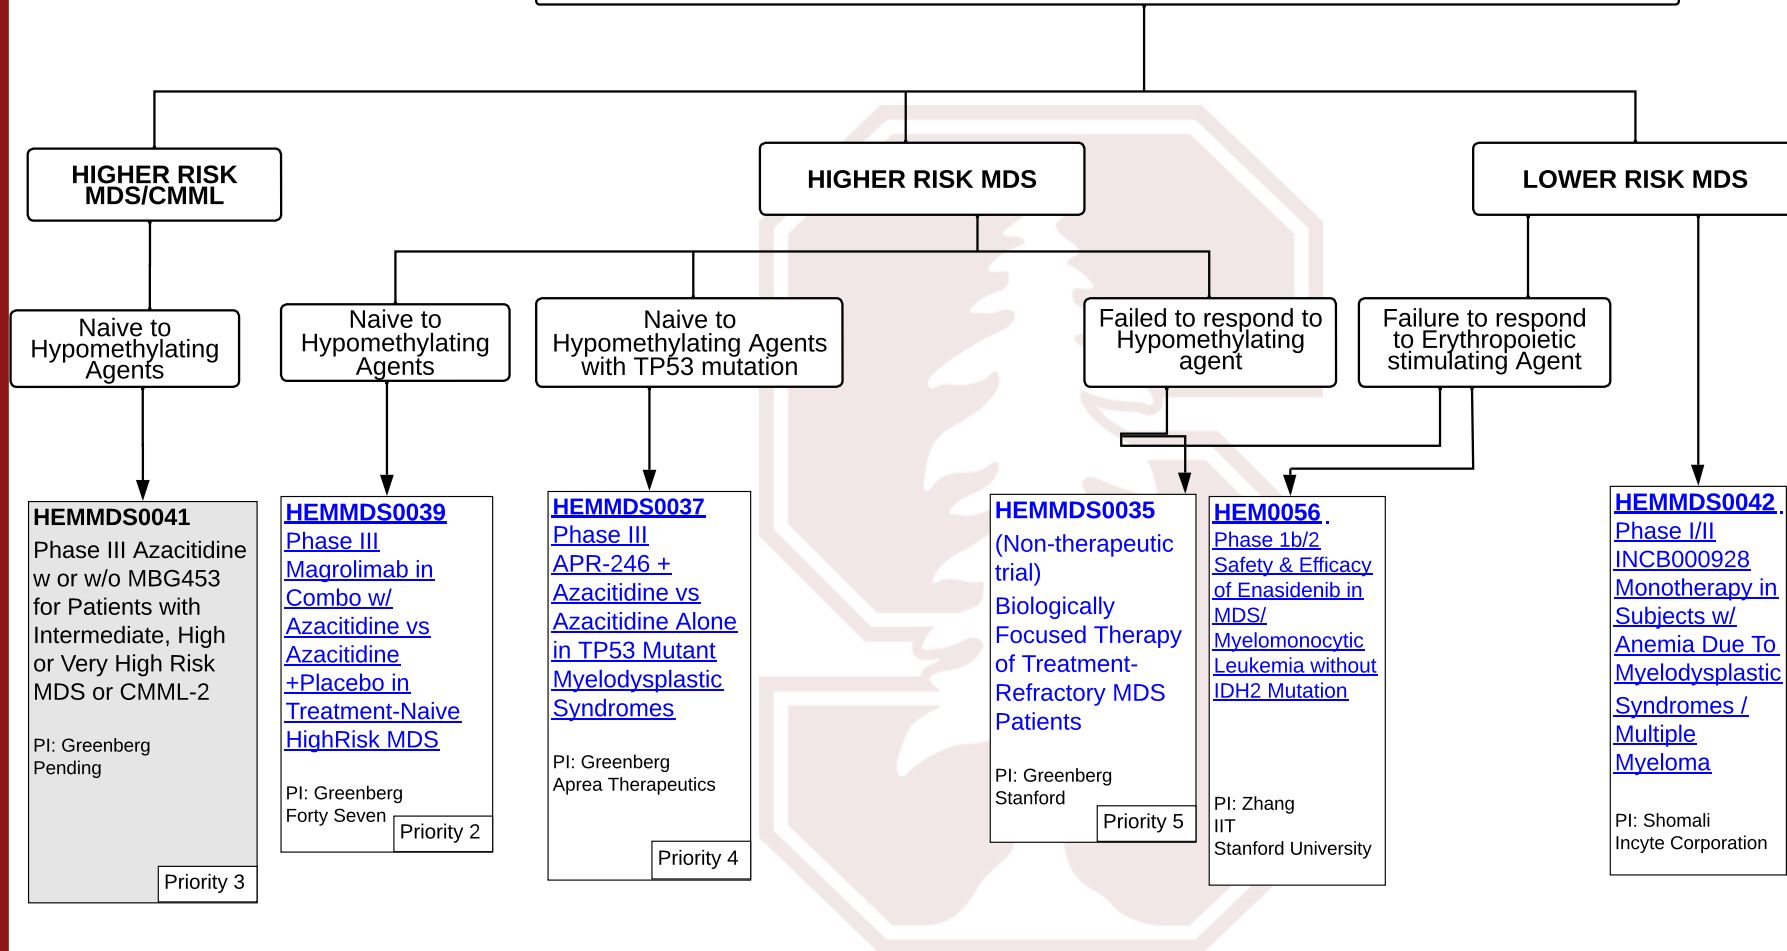 HIGHER RISK
MDS/CMML
HIGHER RISK MDS
LOWER RISK MDS
Naive to
Hypomethylating
Agents
Naive to
Hypomethylating
Agents
Naive to
Hypomethylating Agents
with TP53 mutation
Failed to respond to
Hypomethylating
agent
Failure to respond
to Erythropoietic
stimulating Agent
HEMMDS0041
Phase III Azacitidine
w or w/o MBG453
for Patients with
Intermediate, High
or Very High Risk
MDS or CMML-2
PI: Greenberg
Pending
Priority 3
HEMMDS0039
Phase III
Magrolimab in
Combo w/
Azacitidine vs
Azacitidine
+Placebo in
Treatment-Naive
HighRisk MDS
PI: Greenberg
Forty Seven
Priority 2
HEMMDS0037
Phase III
APR-246 +
Azacitidine vs
Azacitidine Alone
in TP53 Mutant
Myelodysplastic
Syndromes
PI: Greenberg
Aprea Therapeutics
Priority 4
HEMMDS0035
(Non-therapeutic
trial)
Biologically
Focused Therapy
of Treatment-
Refractory MDS
Patients
PI: Greenberg
Stanford
Priority 5
HEM0056 .
Phase 1b/2
Safety & Efficacy
of Enasidenib in
MDS/
Myelomonocytic
Leukemia without
IDH2 Mutation
PI: Zhang
IIT
Stanford University
HEMMDS0042 .
Phase I/II
INCB000928
Monotherapy in
Subjects w/
Anemia Due To
Myelodysplastic
Syndromes /
Multiple
Myeloma
PI: Shomali
Incyte Corporation